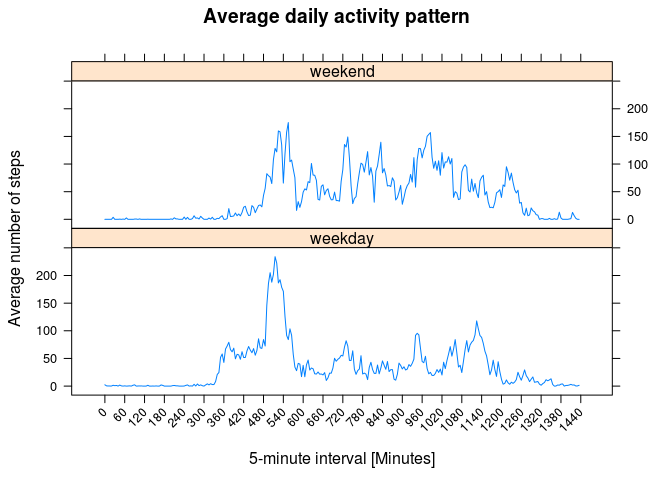 Average daily activity pattern
weekend
200
150
100
50
0
weekday
200
150
100
50
0
Average number of steps
0 60 120 180 240 300 360 420 480 540 600 660 720 780 840 900 960 1020 1080 1140 1200 1260 1320 1380 1440
5-minute interval [Minutes]